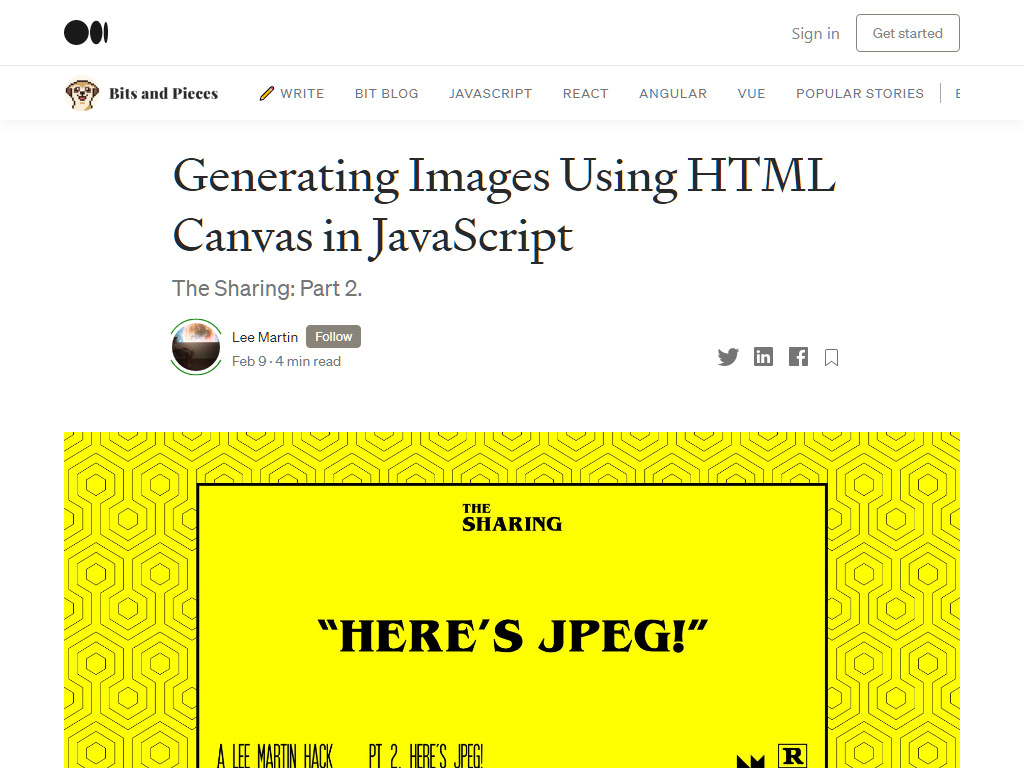 Sign in
Get started
Bits and Pieces
WRITE
BIT BLOG
JAVASCRIPT
REACT
ANGULAR
VUE
POPULAR STORIES
Generating Images Using HTML
Canvas in JavaScript
The Sharing: Part 2.
Lee Martin
Follow
Feb 9 · 4 min read
THE
SHARING
“HERE’S JPEG!”
A LEE MARTIN HACK
PT 2. HERE'S JPEG!
R